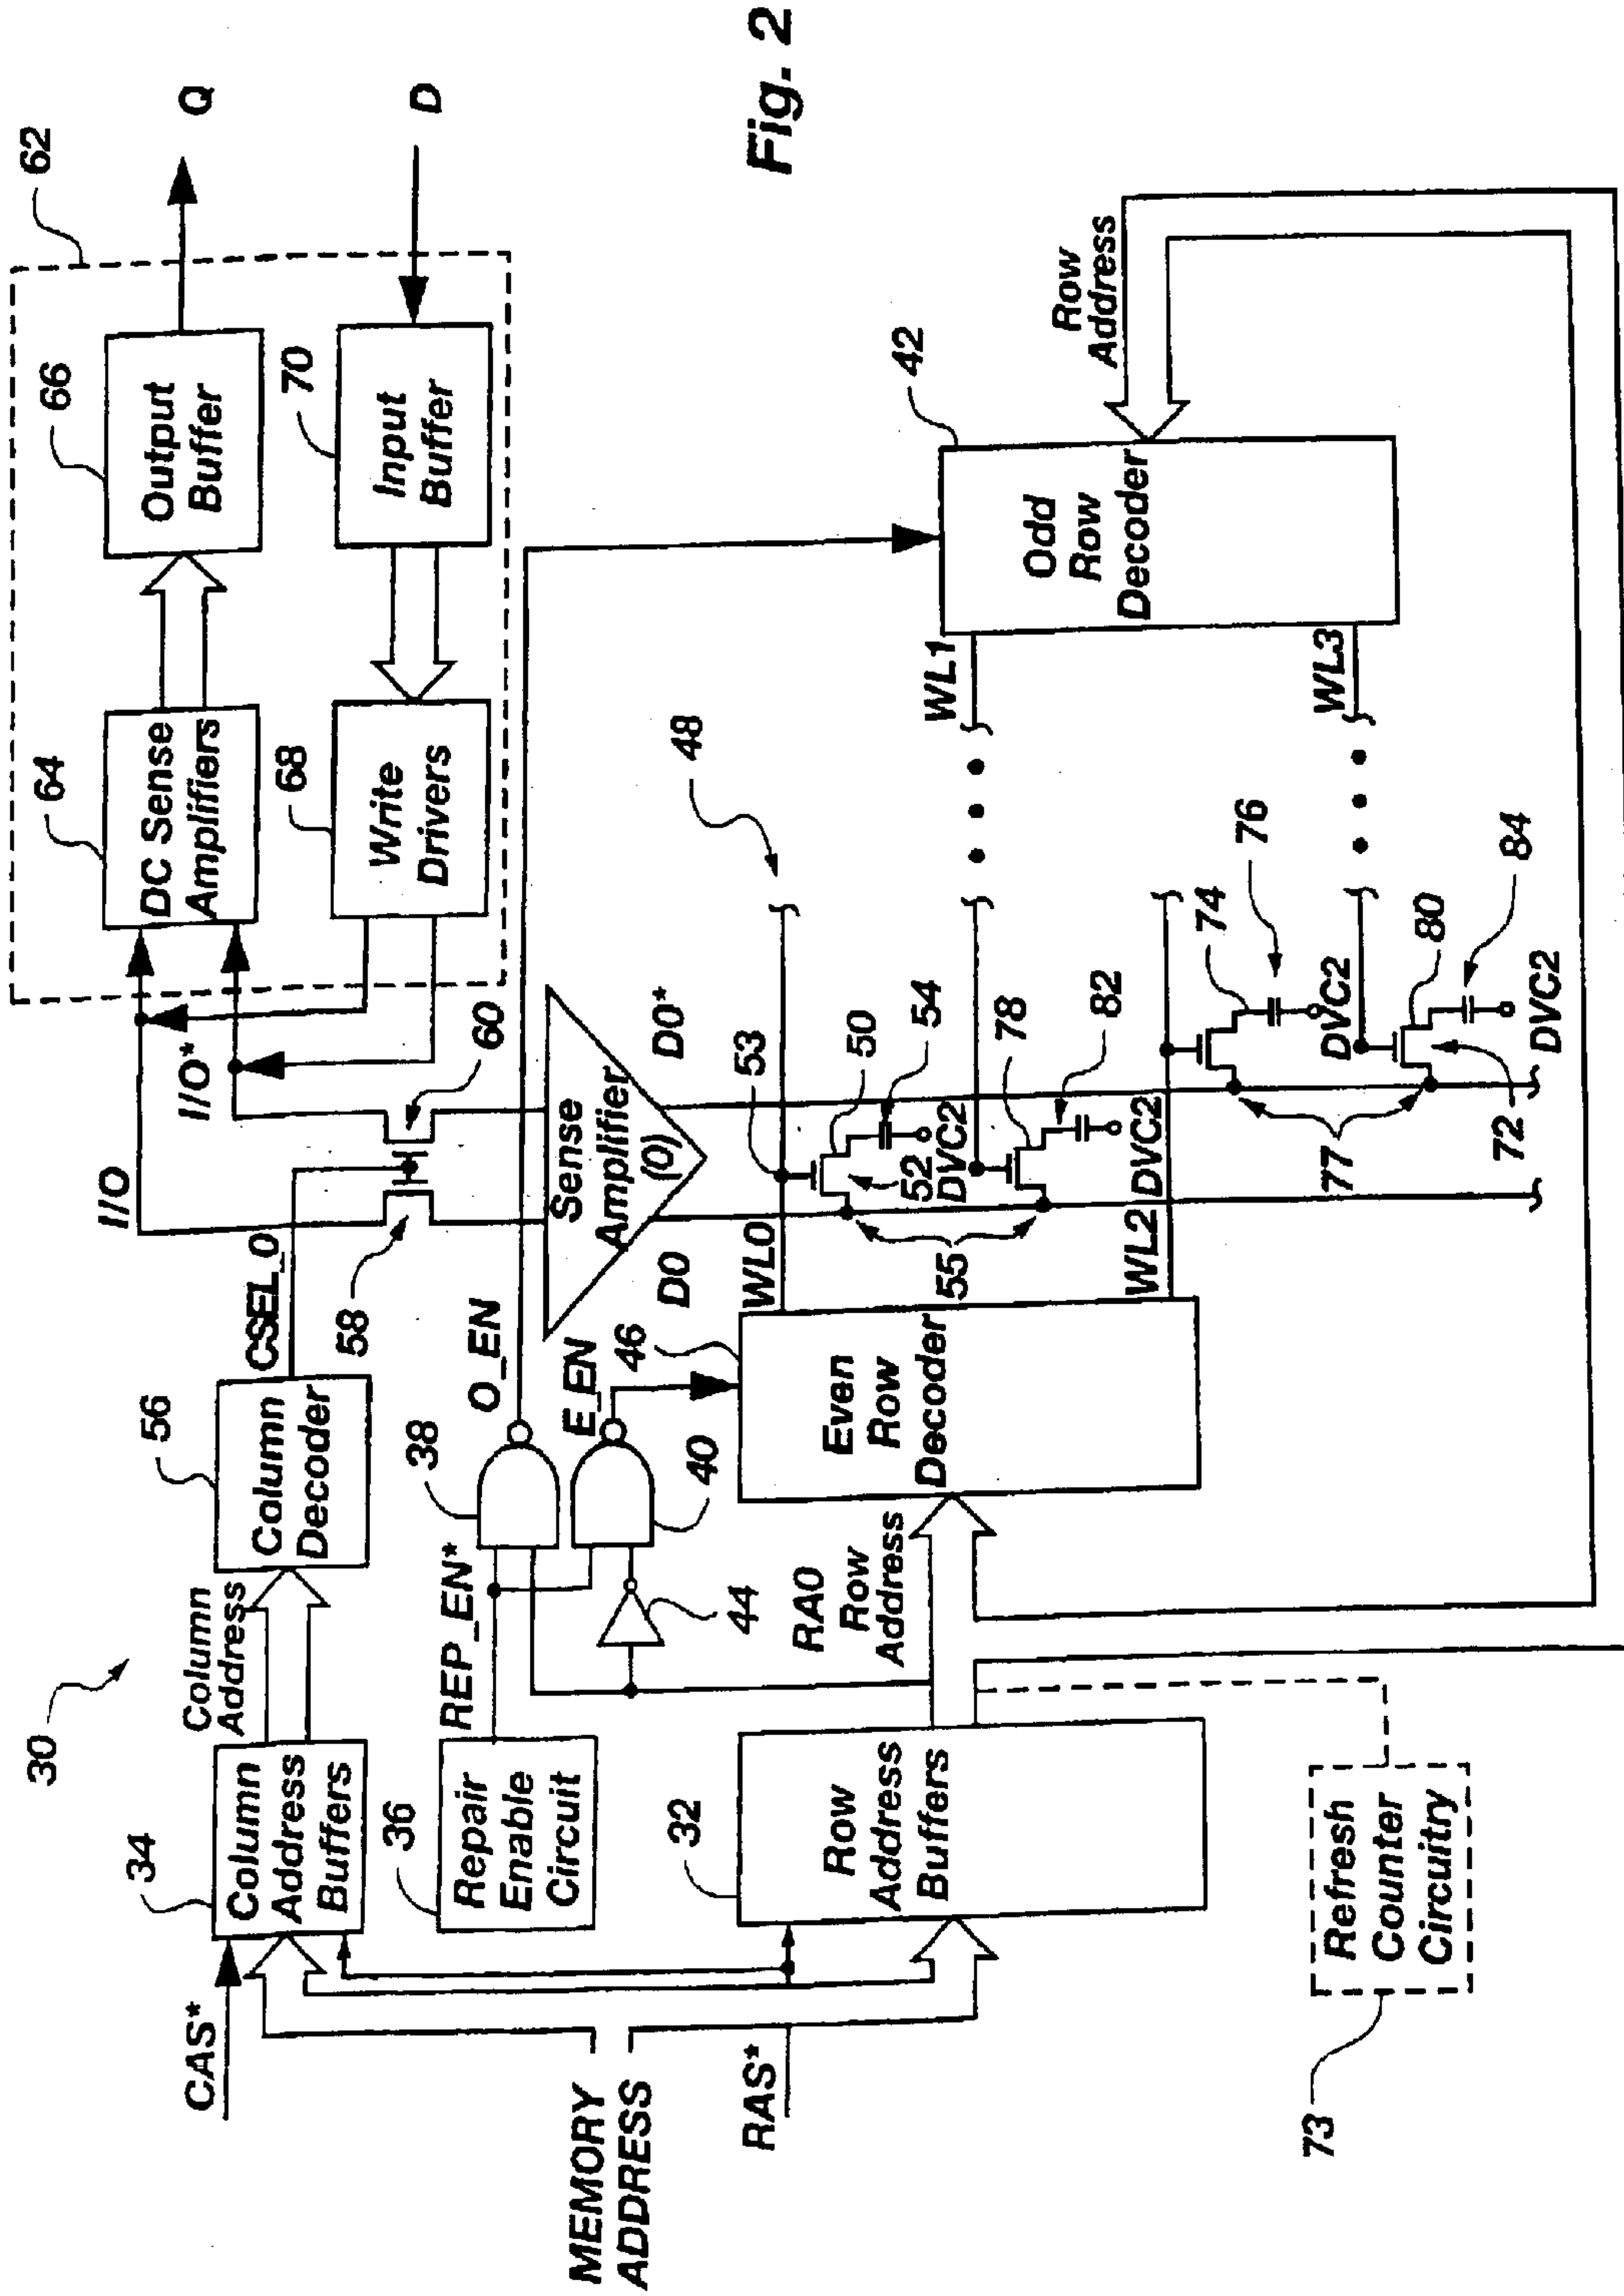 Fig. 2
30
62
64
66
DC Sense
Amplifiers
Output
Buffer
Q
68
70
Write
Drivers
Input
Buffer
D
I/O
I/O*
CAS*
34
Column
Address
Buffers
Column
Address
56
Column
Decoder
CSEL_0
58
60
36
Repair
Enable
Circuit
REP_EN*
38
O_EN
E_EN
40
44
MEMORY
ADDRESS
RAS*
32
Row
Address
Buffers
RA0
Row
Address
46
Even
Row
Decoder
Sense
Amplifier
(0)
D0
D0*
WL0
53
48
50
52
54
DVC2
55
78
82
DVC2
WL1
42
Odd
Row
Decoder
Row
Address
WL2
74
76
DVC2
77
WL3
72
80
84
DVC2
73
Refresh
Counter
Circuitry